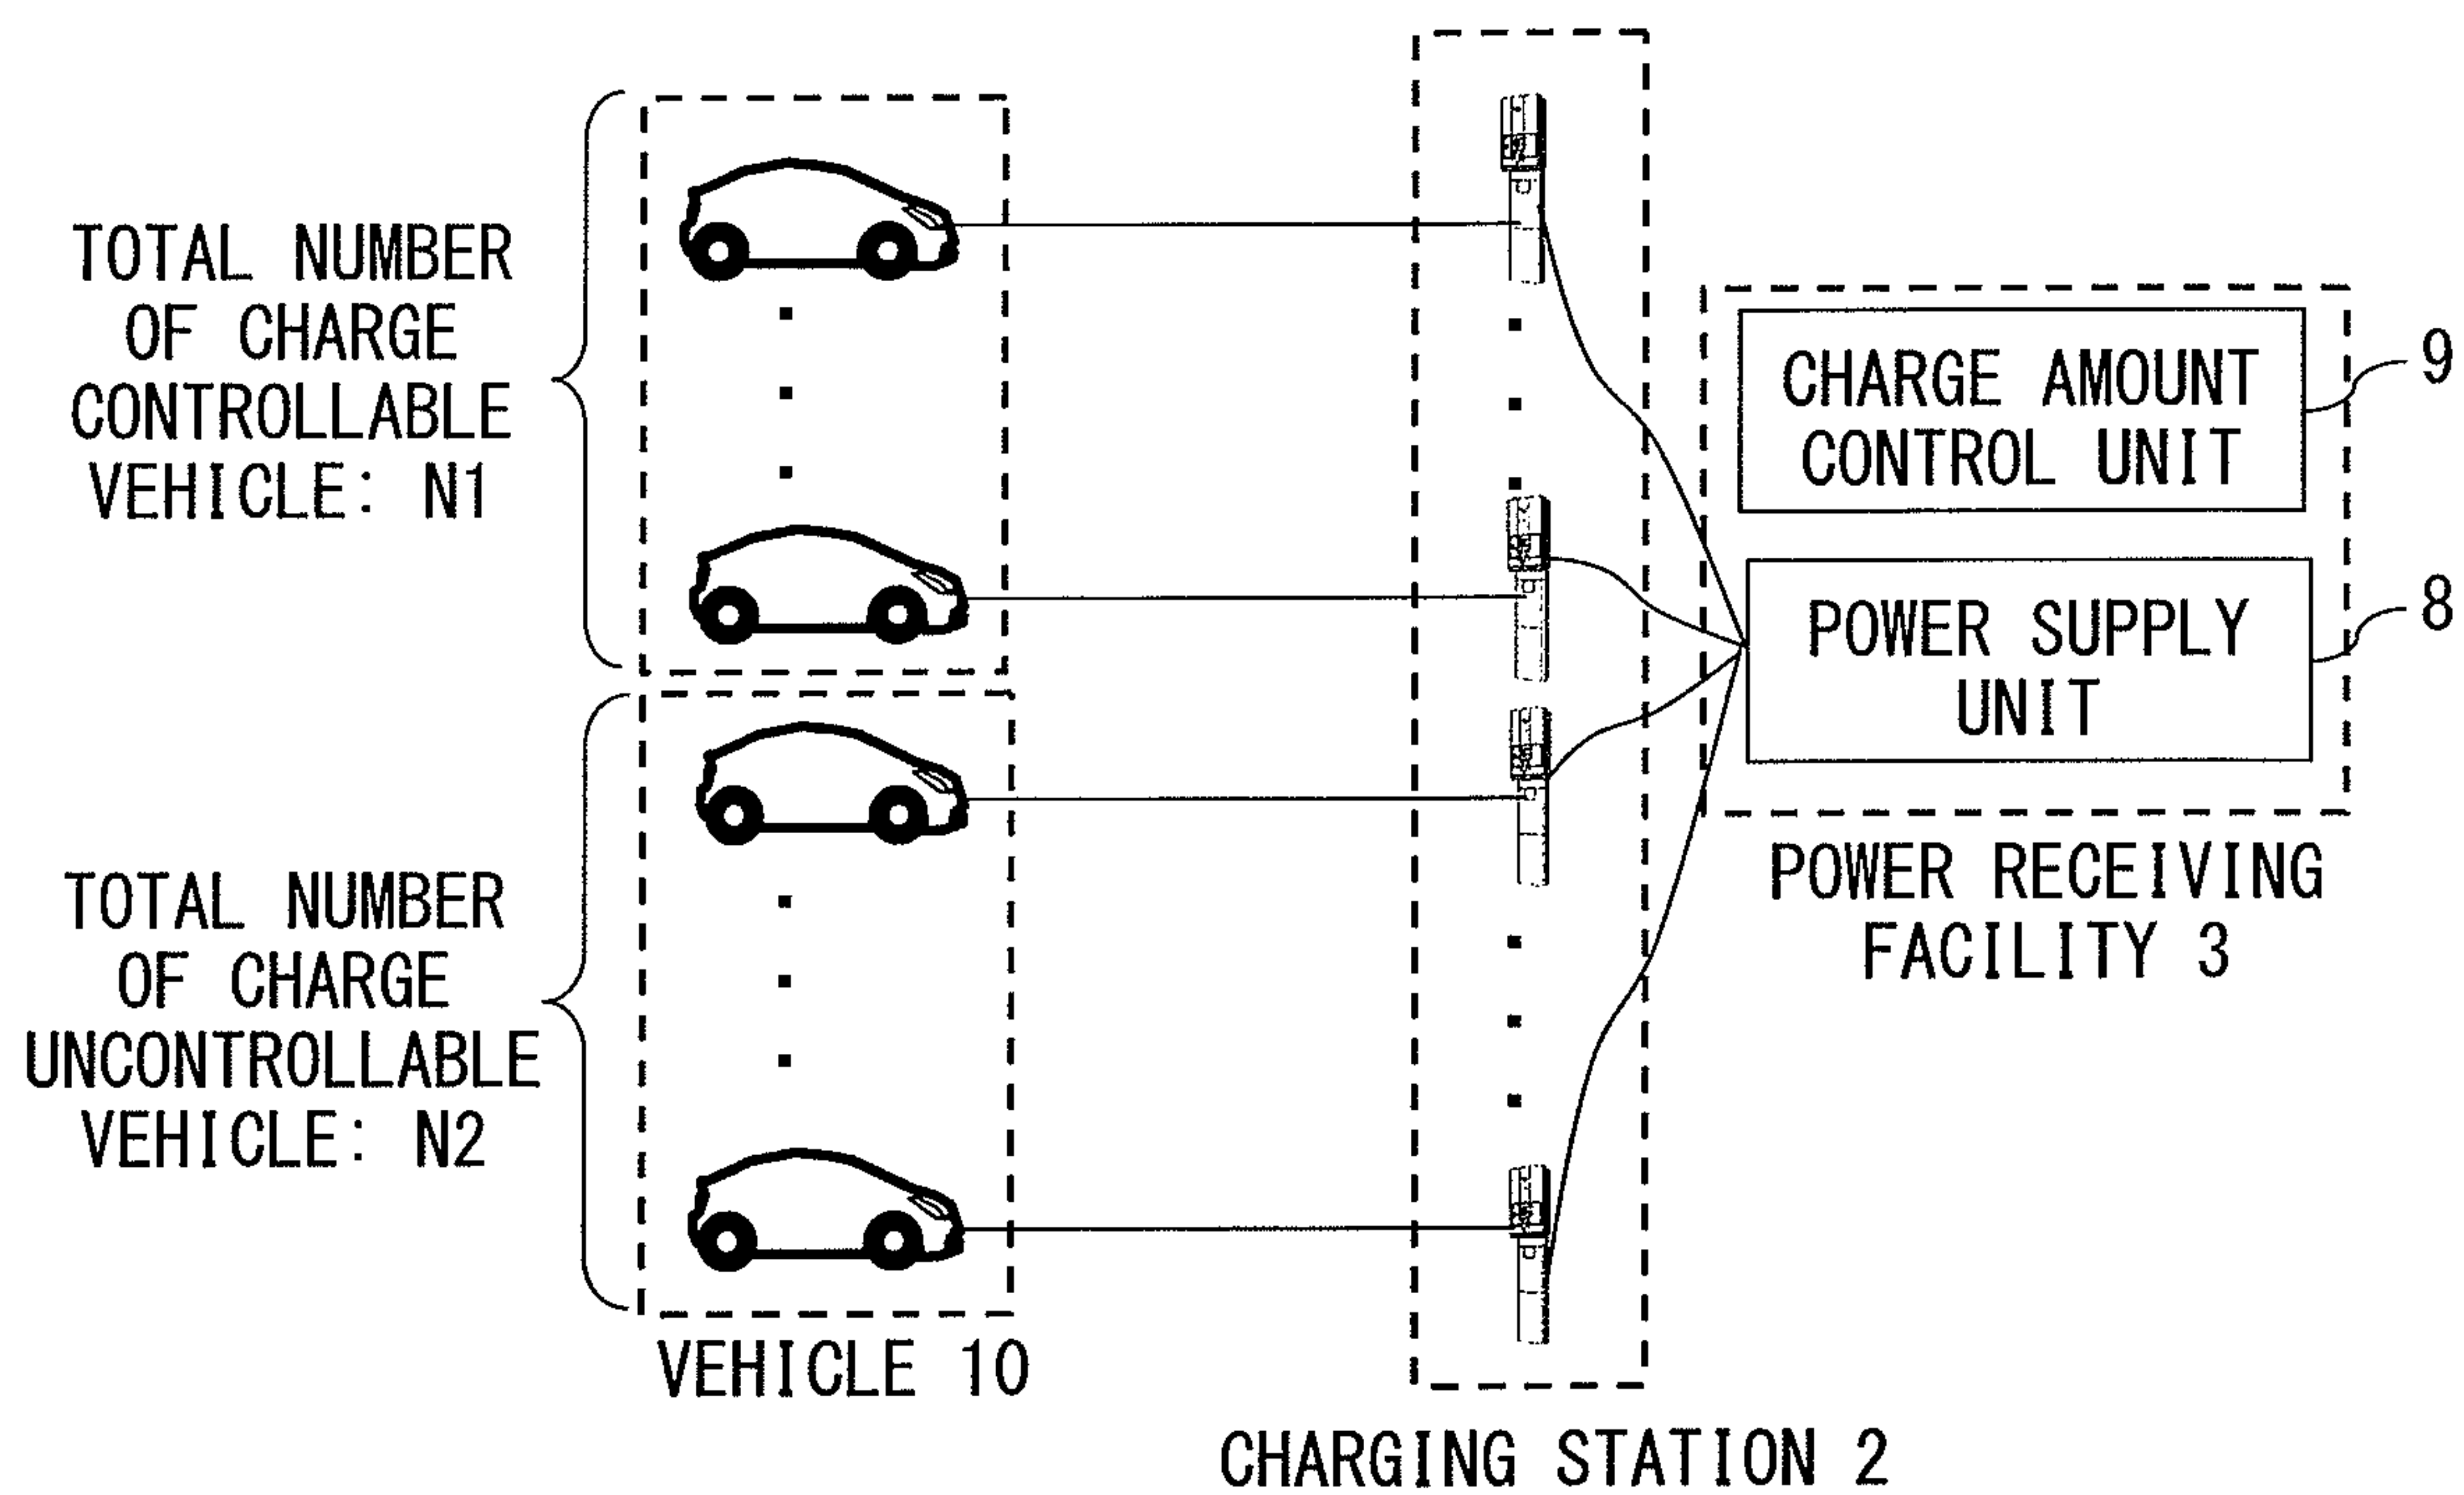 TOTAL NUMBER
OF CHARGE
CONTROLLABLE
VEHICLE: N1
TOTAL NUMBER
OF CHARGE
UNCONTROLLABLE
VEHICLE: N2
VEHICLE 10
CHARGING STATION 2
CHARGE AMOUNT
CONTROL UNIT
9
POWER SUPPLY
UNIT
8
POWER RECEIVING
FACILITY 3